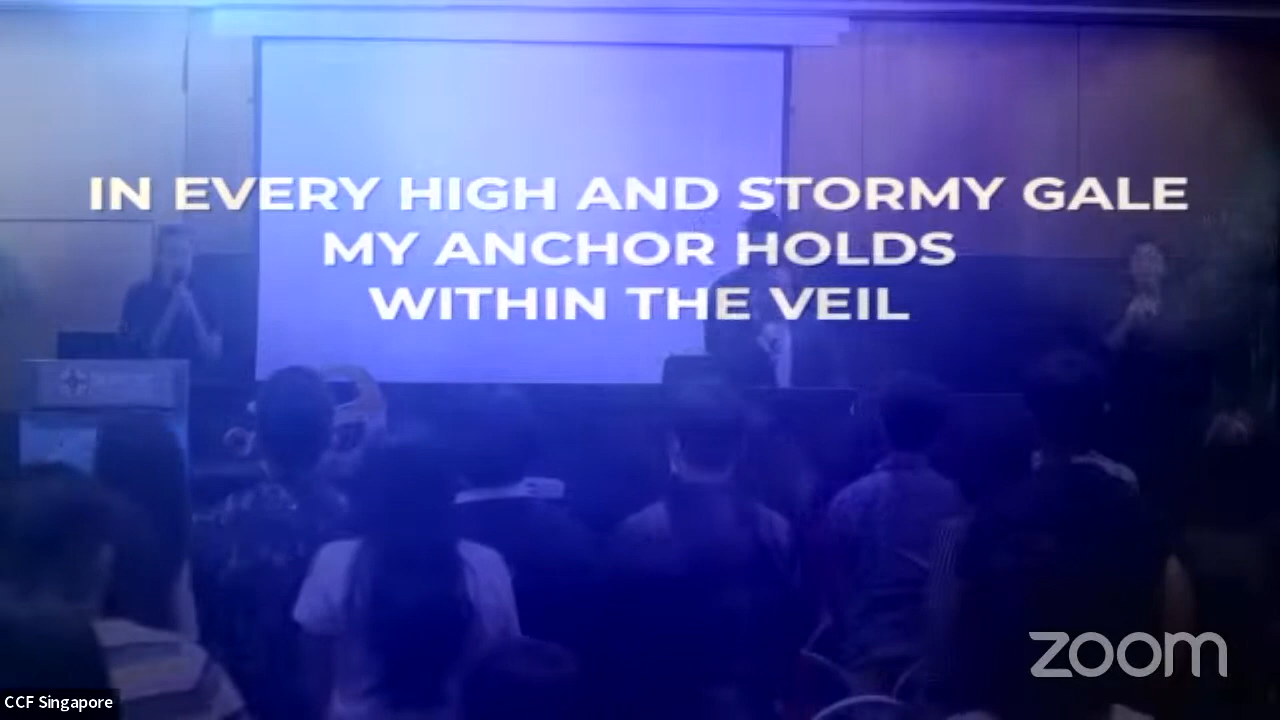 IN EVERY HIGH AND STORMY GALE
MY ANCHOR HOLDS
WITHIN THE VEIL
zoom
CCF Singapore